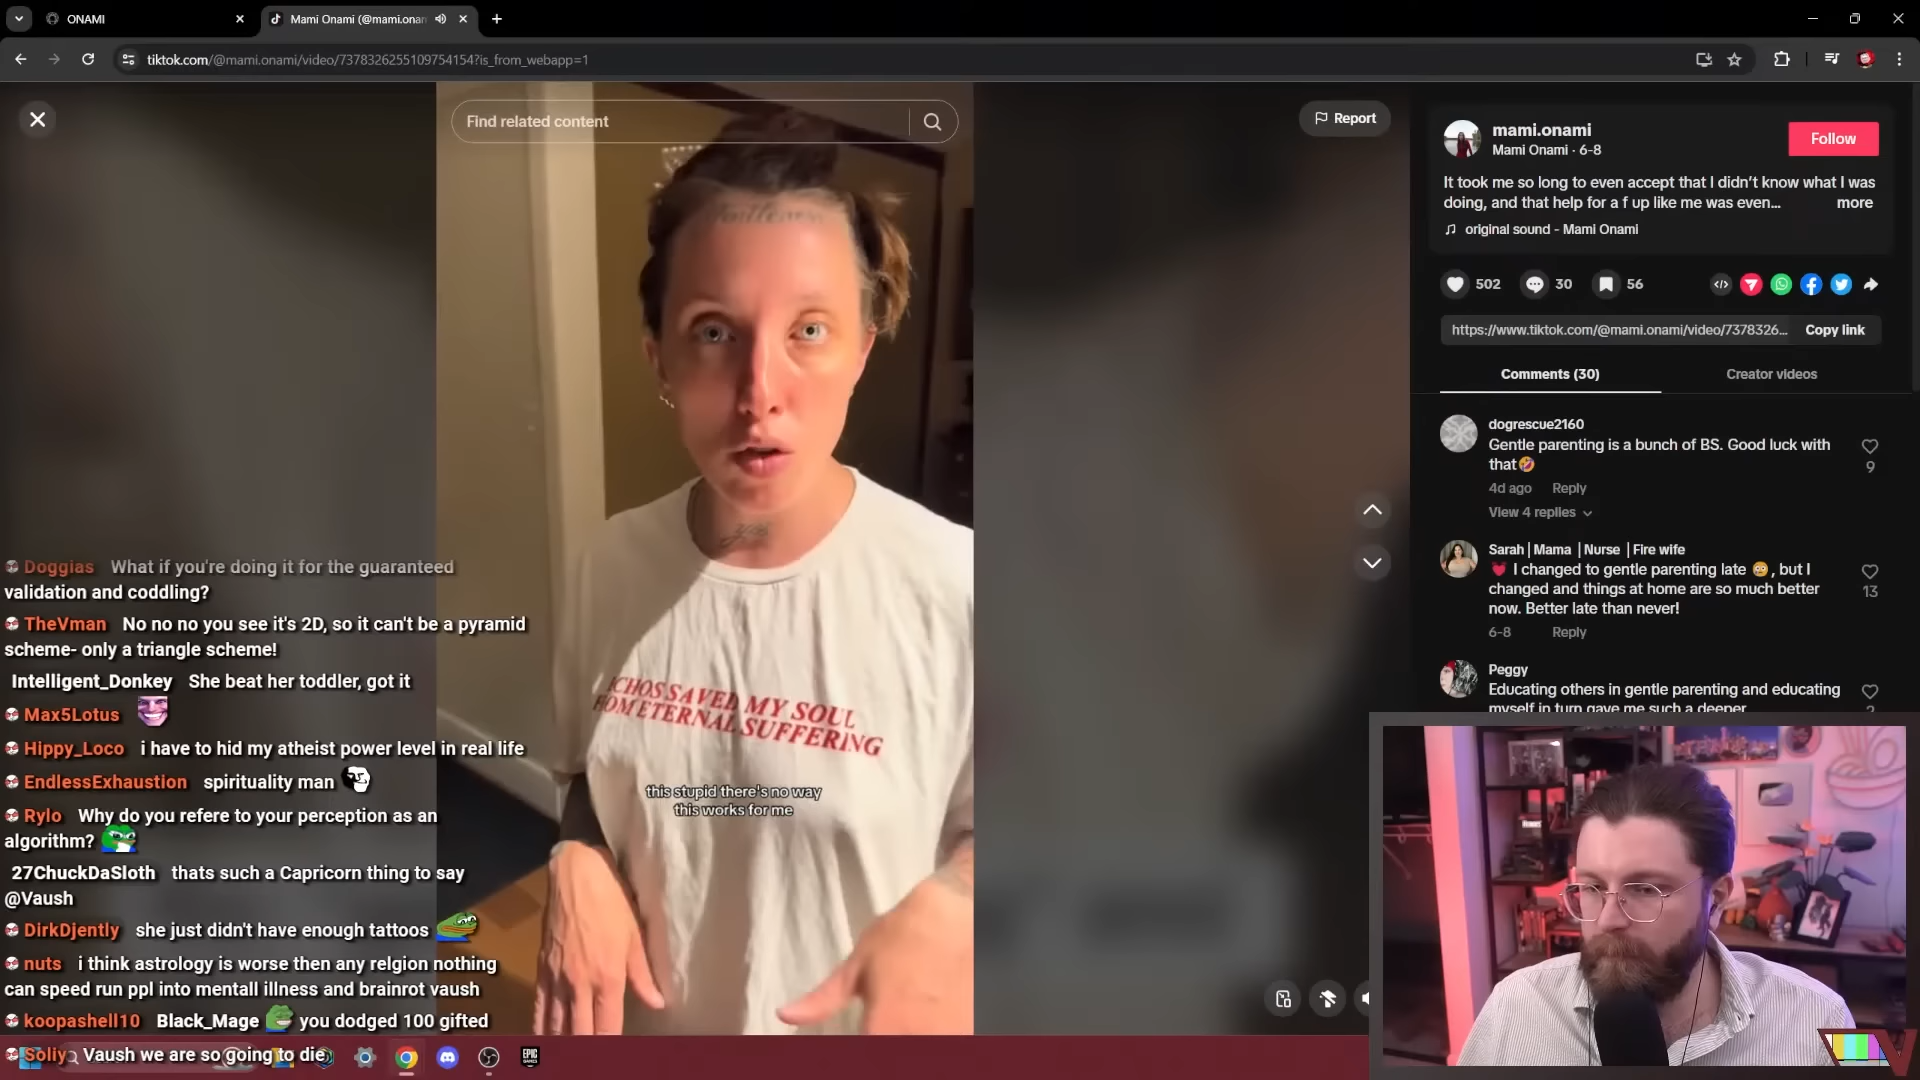 ONAMI
Mami Onami (@mami.onam
tiktok.com/@mami.onami/video/7378326255109754154?is_from_webapp=1
Find related content
Report
mami.onami
Mami Onami · 6-8
Follow
It took me so long to even accept that I didn't know what I was
doing, and that help for a f up like me was even... more
original sound - Mami Onami
502 30 56
https://www.tiktok.com/@mami.onami/video/7378326... Copy link
Comments (30) Creator videos
dogrescue2160
Gentle parenting is a bunch of BS. Good luck with
that🤣
9
4d ago Reply
View 4 replies
Sarah | Mama | Nurse | Fire wife
💓 I changed to gentle parenting late 😳, but I
changed and things at home are so much better
now. Better late than never!
13
6-8 Reply
Peggy
Educating others in gentle parenting and educating
myself in turn gave me such a deeper
CHOS SAVED MY SOUL
OM ETERNAL SUFFERING
this stupid there's no way
this works for me
Doggias What if you're doing it for the guaranteed
validation and coddling?
TheVman No no no you see it's 2D, so it can't be a pyramid
scheme- only a triangle scheme!
Intelligent_Donkey She beat her toddler, got it
Max5Lotus
Hippy_Loco i have to hid my atheist power level in real life
EndlessExhaustion spirituality man
Rylo Why do you refere to your perception as an
algorithm?
27ChuckDaSloth thats such a Capricorn thing to say
@Vaush
DirkDjently she just didn't have enough tattoos
nuts i think astrology is worse then any relgion nothing
can speed run ppl into mentall illness and brainrot vaush
koopashell10 Black_Mage you dodged 100 gifted
Soliy Vaush we are so going to die
EPIC
GAMES